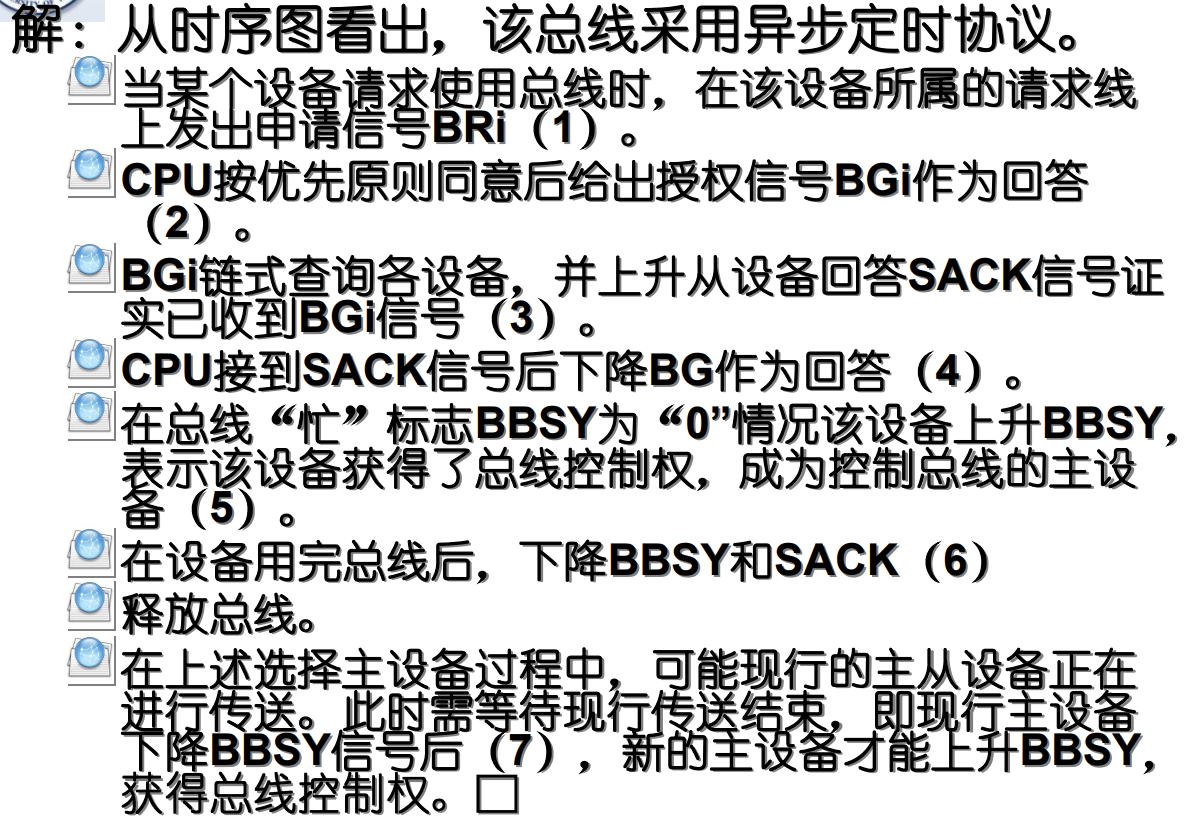 解：从时序图看出，该总线采用异步定时协议。
当某个设备请求使用总线时，在该设备所属的请求线
上发出申请信号BRi（1）。
CPU按优先原则同意后给出授权信号BGi作为回答
（2）。
BGi链式查询各设备，并上升从设备回答SACK信号证
实已收到BGi信号（3）。
CPU接到SACK信号后下降BG作为回答（4）。
在总线“忙”标志BBSY为“0”情况该设备上升BBSY，
表示该设备获得了总线控制权，成为控制总线的主设
备（5）。
在设备用完总线后，下降BBSY和SACK（6）
释放总线。
在上述选择主设备过程中，可能现行的主从设备正在
进行传送。此时需等待现行传送结束，即现行主设备
下降BBSY信号后（7），新的主设备才能上升BBSY，
获得总线控制权。□